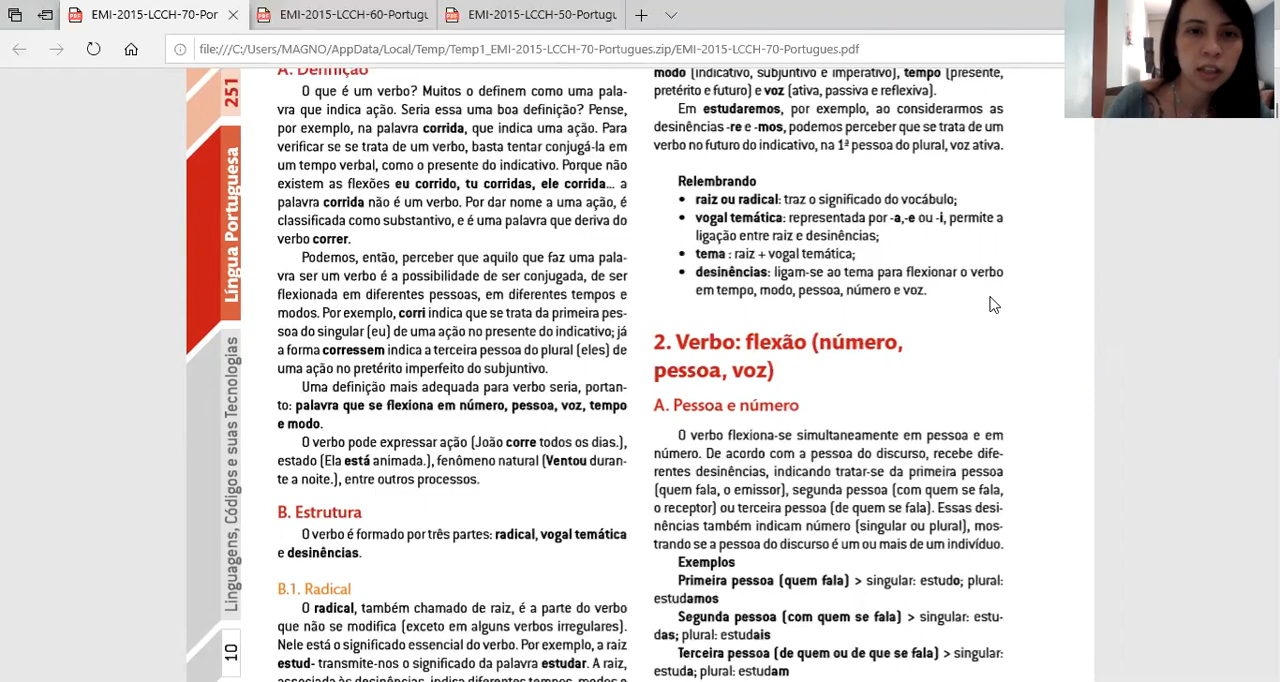 EMI-2015-LCCH-70-Por
EMI-2015-LCCH-60-Portugu
EMI-2015-LCCH-50-Portugu
file:///C:/Users/MAGNO/AppData/Local/Temp/Temp1_EMI-2015-LCCH-70-Portugues.zip/EMI-2015-LCCH-70-Portugues.pdf
251
Língua Portuguesa
Linguagens, Códigos e suas Tecnologias
10
A. Definição
O que é um verbo? Muitos o definem como uma pala-
vra que indica ação. Seria essa uma boa definição? Pense,
por exemplo, na palavra corrida, que indica uma ação. Para
verificar se se trata de um verbo, basta tentar conjugá-la em
um tempo verbal, como o presente do indicativo. Porque não
existem as flexões eu corrido, tu corridas, ele corrida... a
palavra corrida não é um verbo. Por dar nome a uma ação, é
classificada como substantivo, e é uma palavra que deriva do
verbo correr.
Podemos, então, perceber que aquilo que faz uma pala-
vra ser um verbo é a possibilidade de ser conjugada, de ser
flexionada em diferentes pessoas, em diferentes tempos e
modos. Por exemplo, corri indica que se trata da primeira pes-
soa do singular (eu) de uma ação no presente do indicativo; já
a forma corressem indica a terceira pessoa do plural (eles) de
uma ação no pretérito imperfeito do subjuntivo.
Uma definição mais adequada para verbo seria, portan-
to: palavra que se flexiona em número, pessoa, voz, tempo
e modo.
O verbo pode expressar ação (João corre todos os dias.),
estado (Ela está animada.), fenômeno natural (Ventou duran-
te a noite.), entre outros processos.
B. Estrutura
O verbo é formado por três partes: radical, vogal temática
e desinências.
B.1. Radical
O radical, também chamado de raiz, é a parte do verbo
que não se modifica (exceto em alguns verbos irregulares).
Nele está o significado essencial do verbo. Por exemplo, a raiz
estud- transmite-nos o significado da palavra estudar. A raiz,
associada às desinências, indica diferentes tempos, modos e
modo (indicativo, subjuntivo e imperativo), tempo (presente,
pretérito e futuro) e voz (ativa, passiva e reflexiva).
Em estudaremos, por exemplo, ao considerarmos as
desinências -re e -mos, podemos perceber que se trata de um
verbo no futuro do indicativo, na 1ª pessoa do plural, voz ativa.
Relembrando
• raiz ou radical: traz o significado do vocábulo;
• vogal temática: representada por -a,-e ou -i, permite a
ligação entre raiz e desinências;
• tema : raiz + vogal temática;
• desinências: ligam-se ao tema para flexionar o verbo
em tempo, modo, pessoa, número e voz.
2. Verbo: flexão (número,
pessoa, voz)
A. Pessoa e número
O verbo flexiona-se simultaneamente em pessoa e em
número. De acordo com a pessoa do discurso, recebe dife-
rentes desinências, indicando tratar-se da primeira pessoa
(quem fala, o emissor), segunda pessoa (com quem se fala,
o receptor) ou terceira pessoa (de quem se fala). Essas desi-
nências também indicam número (singular ou plural), mos-
trando se a pessoa do discurso é um ou mais de um indivíduo.
Exemplos
Primeira pessoa (quem fala) > singular: estudo; plural:
estudamos
Segunda pessoa (com quem se fala) > singular: estu-
das; plural: estudais
Terceira pessoa (de quem ou de que se fala) > singular:
estuda; plural: estudam